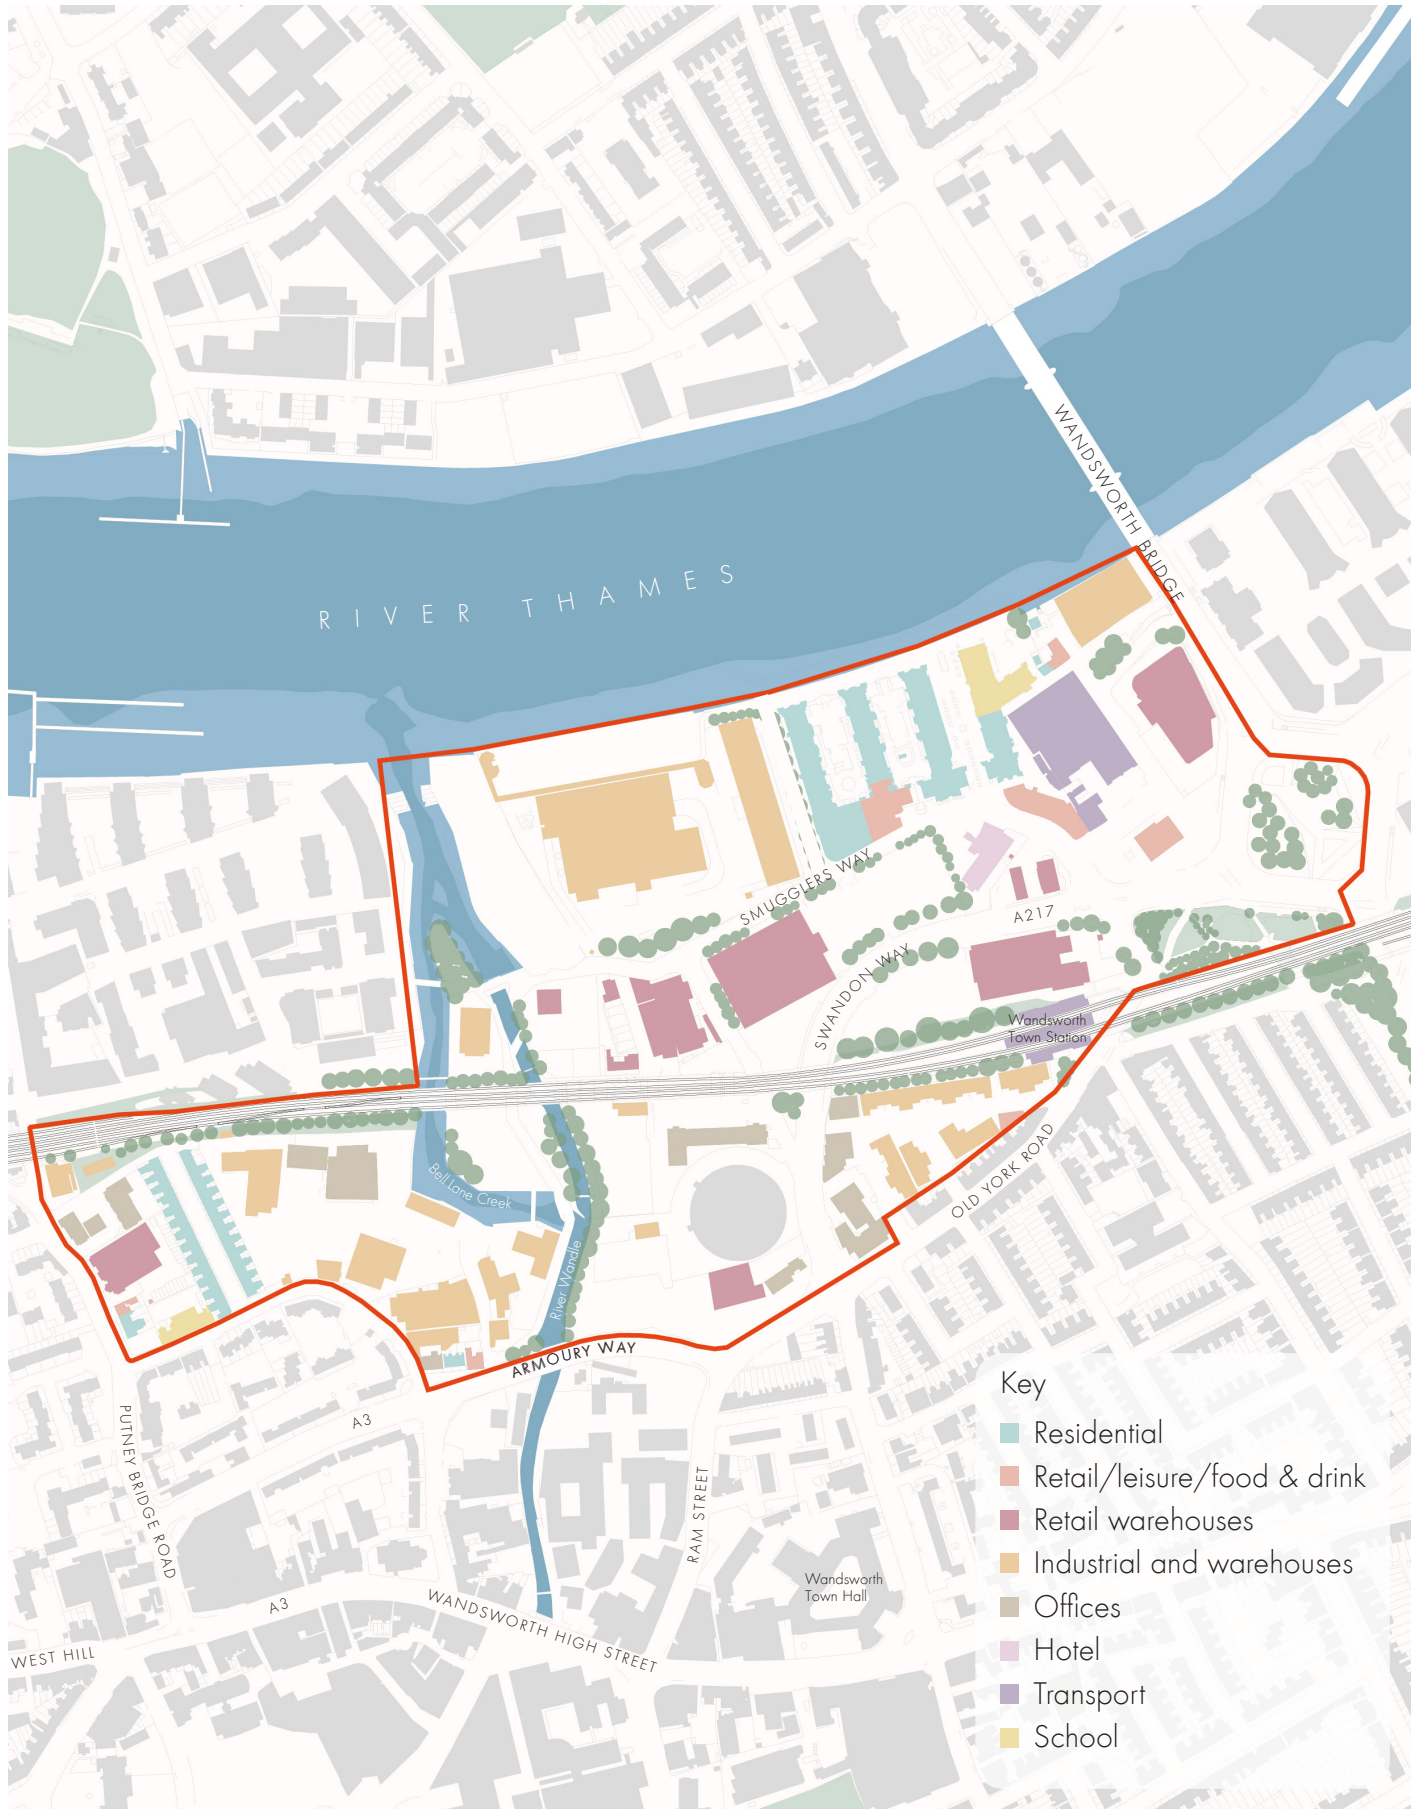 WANDSWORTH BRIDGE
RIVER THAMES
SMUGGLERS WAY
A217
SWANDON WAY
Wandsworth
Town Station
Bell Lane Creek
OLD YORK ROAD
River Wandle
ARMOURY WAY
PUTNEY BRIDGE ROAD
A3
RAM STREET
A3
WANDSWORTH HIGH STREET
Wandsworth
Town Hall
WEST HILL
Key
Residential
Retail/leisure/food & drink
Retail warehouses
Industrial and warehouses
Offices
Hotel
Transport
School